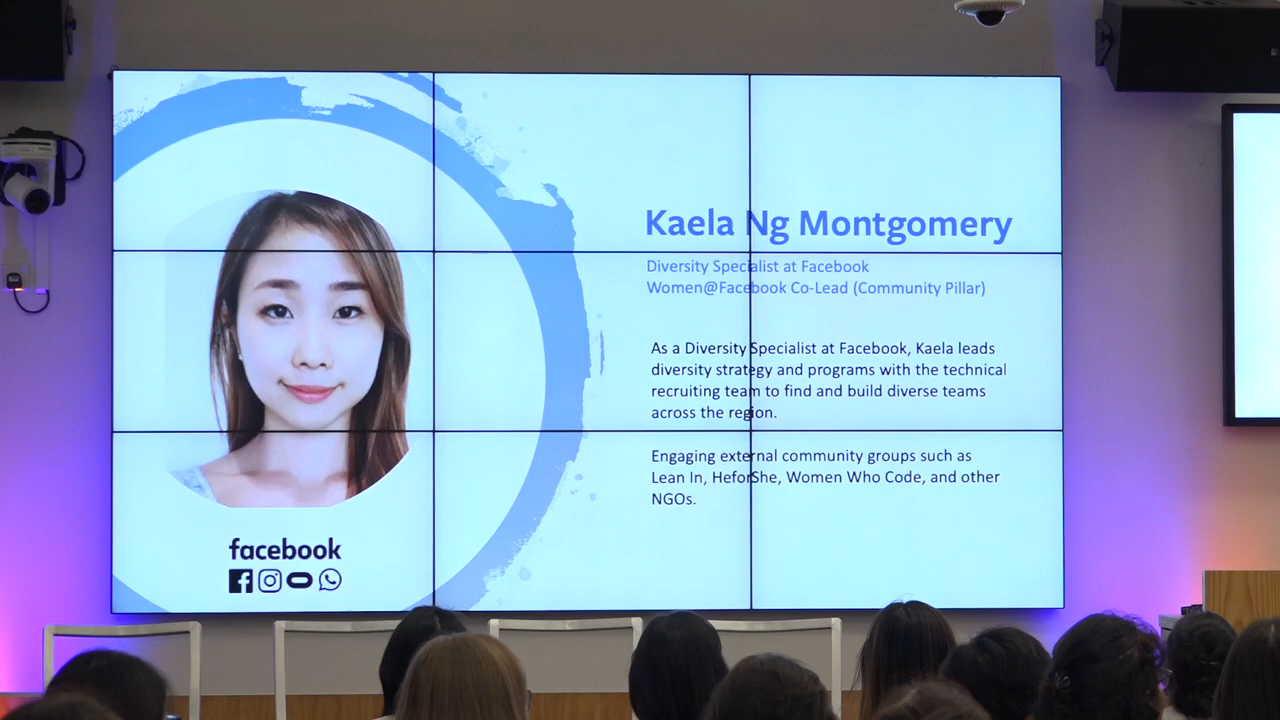 Kaela Ng Montgomery
Diversity Specialist at Facebook
Women@Facebook Co-Lead (Community Pillar)
As a Diversity Specialist at Facebook, Kaela leads
diversity strategy and programs with the technical
recruiting team to find and build diverse teams
across the region.
Engaging external community groups such as
Lean In, HeforShe, Women Who Code, and other
NGOs.
facebook